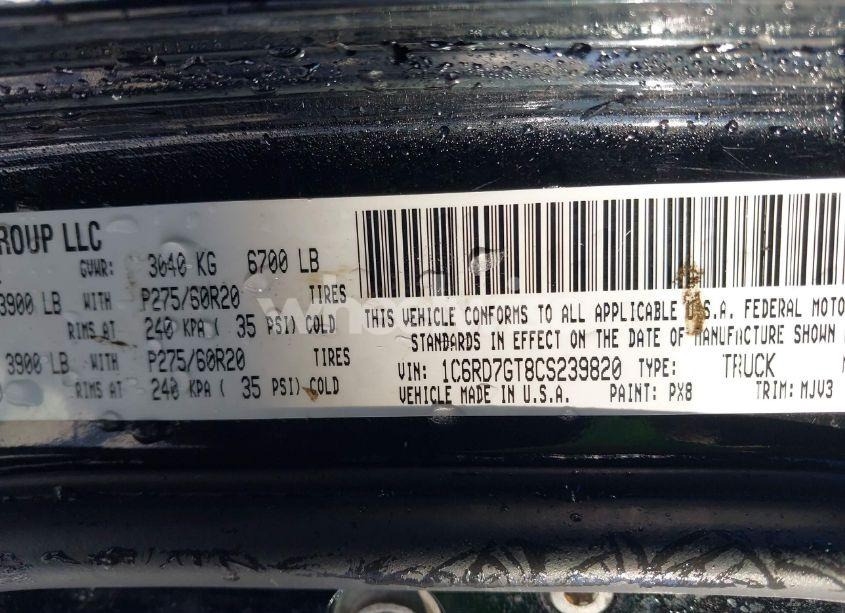 GROUP LLC
GVWR: 3040 KG 6700 LB
3900 LB WITH P275/60R20 TIRES
RIMS AT 240 KPA ( 35 PSI) COLD
3900 LB WITH P275/60R20 TIRES
RIMS AT 240 KPA ( 35 PSI) COLD
THIS VEHICLE CONFORMS TO ALL APPLICABLE U.S.A. FEDERAL MOTO
STANDARDS IN EFFECT ON THE DATE OF MANUFACTURE SHOWN
VIN: 1C6RD7GT8CS239820 TYPE: TRUCK
VEHICLE MADE IN U.S.A. PAINT: PX8 TRIM: MJV3